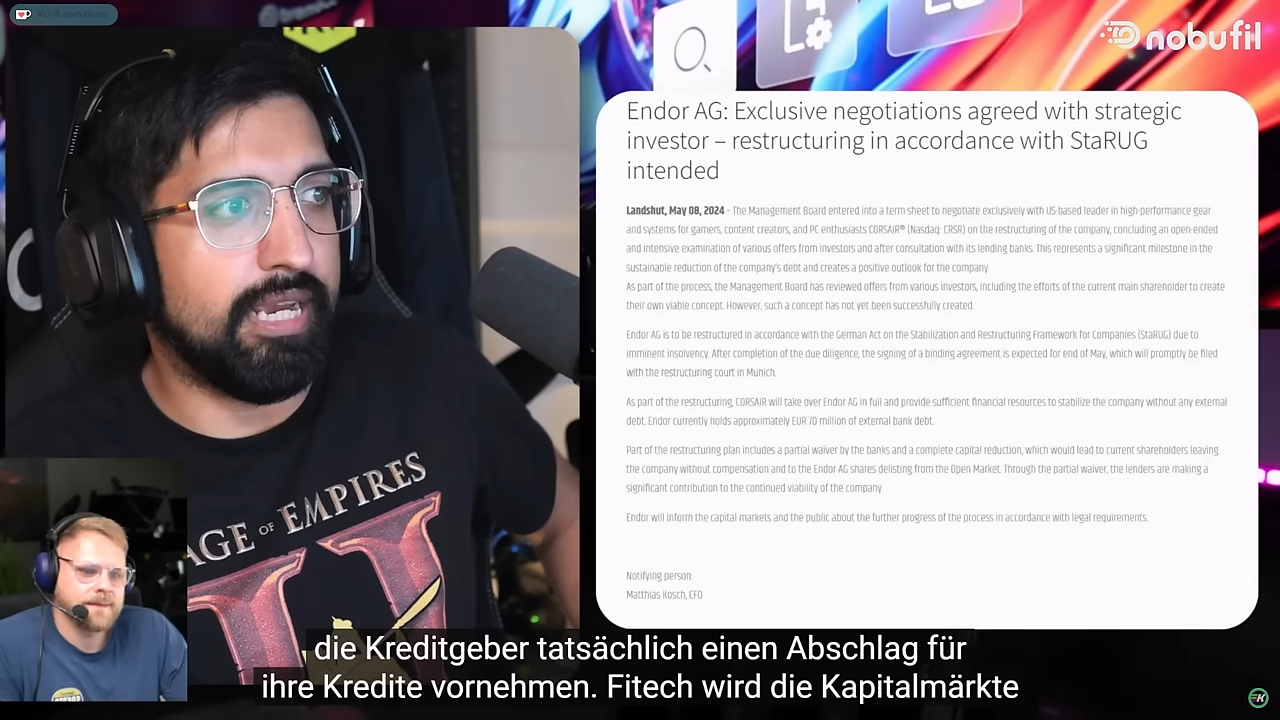 Ko-fi.com/dixxx
nobufil
Endor AG: Exclusive negotiations agreed with strategic
investor – restructuring in accordance with StaRUG
intended
Landshut, May 08, 2024 - The Management Board entered into a term sheet to negotiate exclusively with US-based leader in high-performance gear
and systems for gamers, content creators, and PC enthusiasts CORSAIR® (Nasdaq: CRSR) on the restructuring of the company, concluding an open-ended
and intensive examination of various offers from investors and after consultation with its lending banks. This represents a significant milestone in the
sustainable reduction of the company's debt and creates a positive outlook for the company.
As part of the process, the Management Board has reviewed offers from various investors, including the efforts of the current main shareholder to create
their own viable concept. However, such a concept has not yet been successfully created.
Endor AG is to be restructured in accordance with the German Act on the Stabilization and Restructuring Framework for Companies (StaRUG) due to
imminent insolvency. After completion of the due diligence, the signing of a binding agreement is expected for end of May, which will promptly be filed
with the restructuring court in Munich.
As part of the restructuring, CORSAIR will take over Endor AG in full and provide sufficient financial resources to stabilize the company without any external
debt. Endor currently holds approximately EUR 70 million of external bank debt.
Part of the restructuring plan includes a partial waiver by the banks and a complete capital reduction, which would lead to current shareholders leaving
the company without compensation and to the Endor AG shares delisting from the Open Market. Through the partial waiver, the lenders are making a
significant contribution to the continued viability of the company.
Endor will inform the capital markets and the public about the further progress of the process in accordance with legal requirements.
Notifying person:
Matthias Kosch, CFO
AGE OF EMPIRES
II
die Kreditgeber tatsächlich einen Abschlag für
ihre Kredite vornehmen. Fitech wird die Kapitalmärkte
K